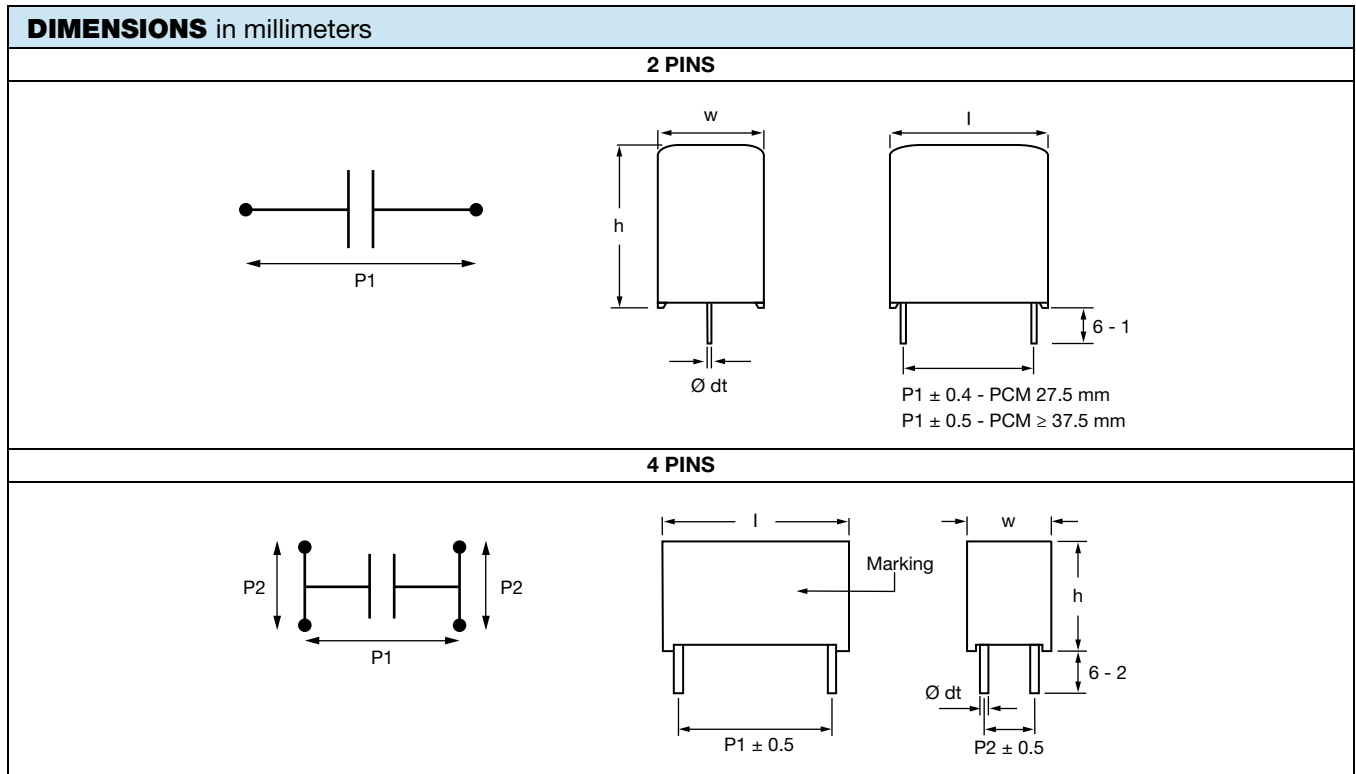 DIMENSIONS in millimeters
2 PINS
w
l
h
P1
6 - 1
Ø dt
P1 ± 0.4 - PCM 27.5 mm
P1 ± 0.5 - PCM ≥ 37.5 mm
4 PINS
l
w
Marking
P2
P2
h
P1
6 - 2
Ø dt
P1 ± 0.5
P2 ± 0.5